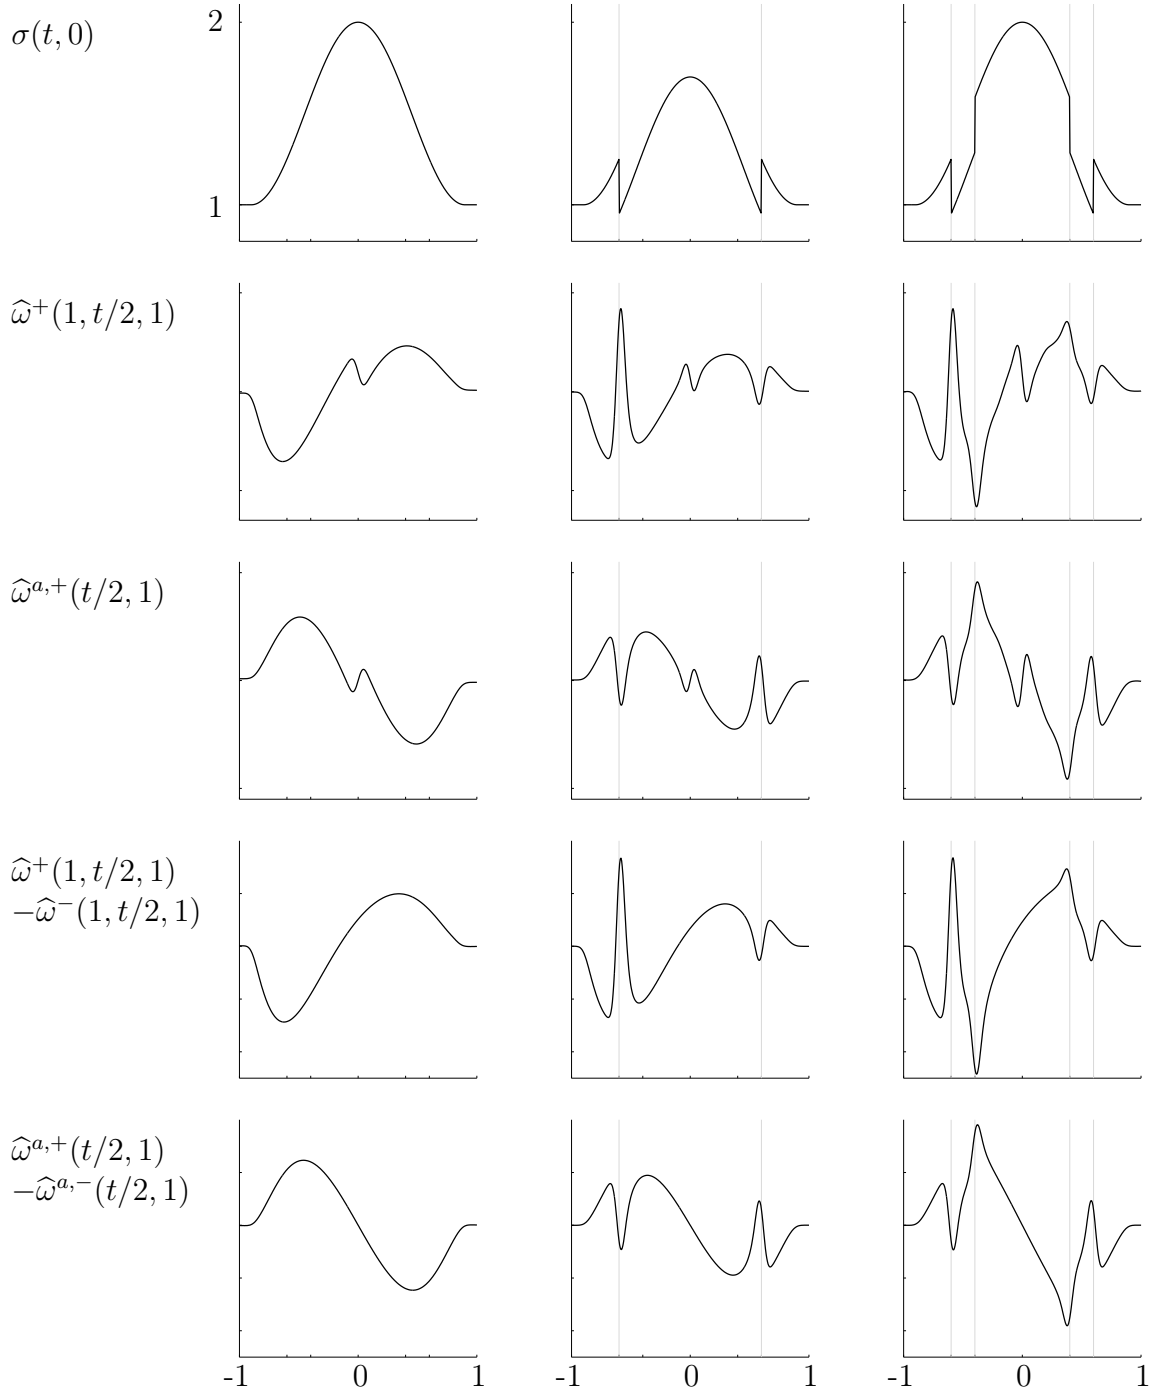 σ(t, 0)
2
1
ω̂⁺(1, t/2, 1)
ω̂ᵃ,⁺(t/2, 1)
ω̂⁺(1, t/2, 1)
−ω̂⁻(1, t/2, 1)
ω̂ᵃ,⁺(t/2, 1)
−ω̂ᵃ,⁻(t/2, 1)
-1 0 1 -1 0 1 -1 0 1